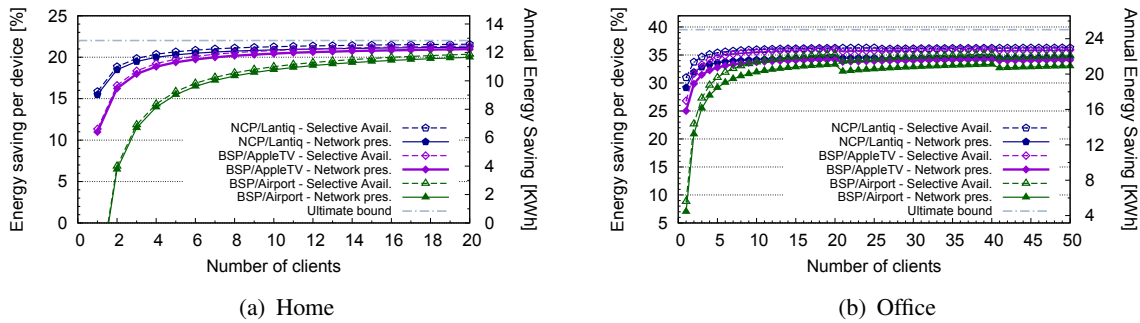 Energy saving per device [%]
25
20
15
10
5
0
NCP/Lantiq - Selective Avail.
NCP/Lantiq - Network pres.
BSP/AppleTV - Selective Avail.
BSP/AppleTV - Network pres.
BSP/Airport - Selective Avail.
BSP/Airport - Network pres.
Ultimate bound
0 2 4 6 8 10 12 14 16 18 20
Number of clients
14
12
10
8
6
4
2
0
Annual Energy Saving [KWh]
(a) Home
Energy saving per device [%]
40
35
30
25
20
15
10
5
NCP/Lantiq - Selective Avail.
NCP/Lantiq - Network pres.
BSP/AppleTV - Selective Avail.
BSP/AppleTV - Network pres.
BSP/Airport - Selective Avail.
BSP/Airport - Network pres.
Ultimate bound
0 5 10 15 20 25 30 35 40 45 50
Number of clients
24
22
20
18
16
14
12
10
8
6
4
Annual Energy Saving [KWh]
(b) Office